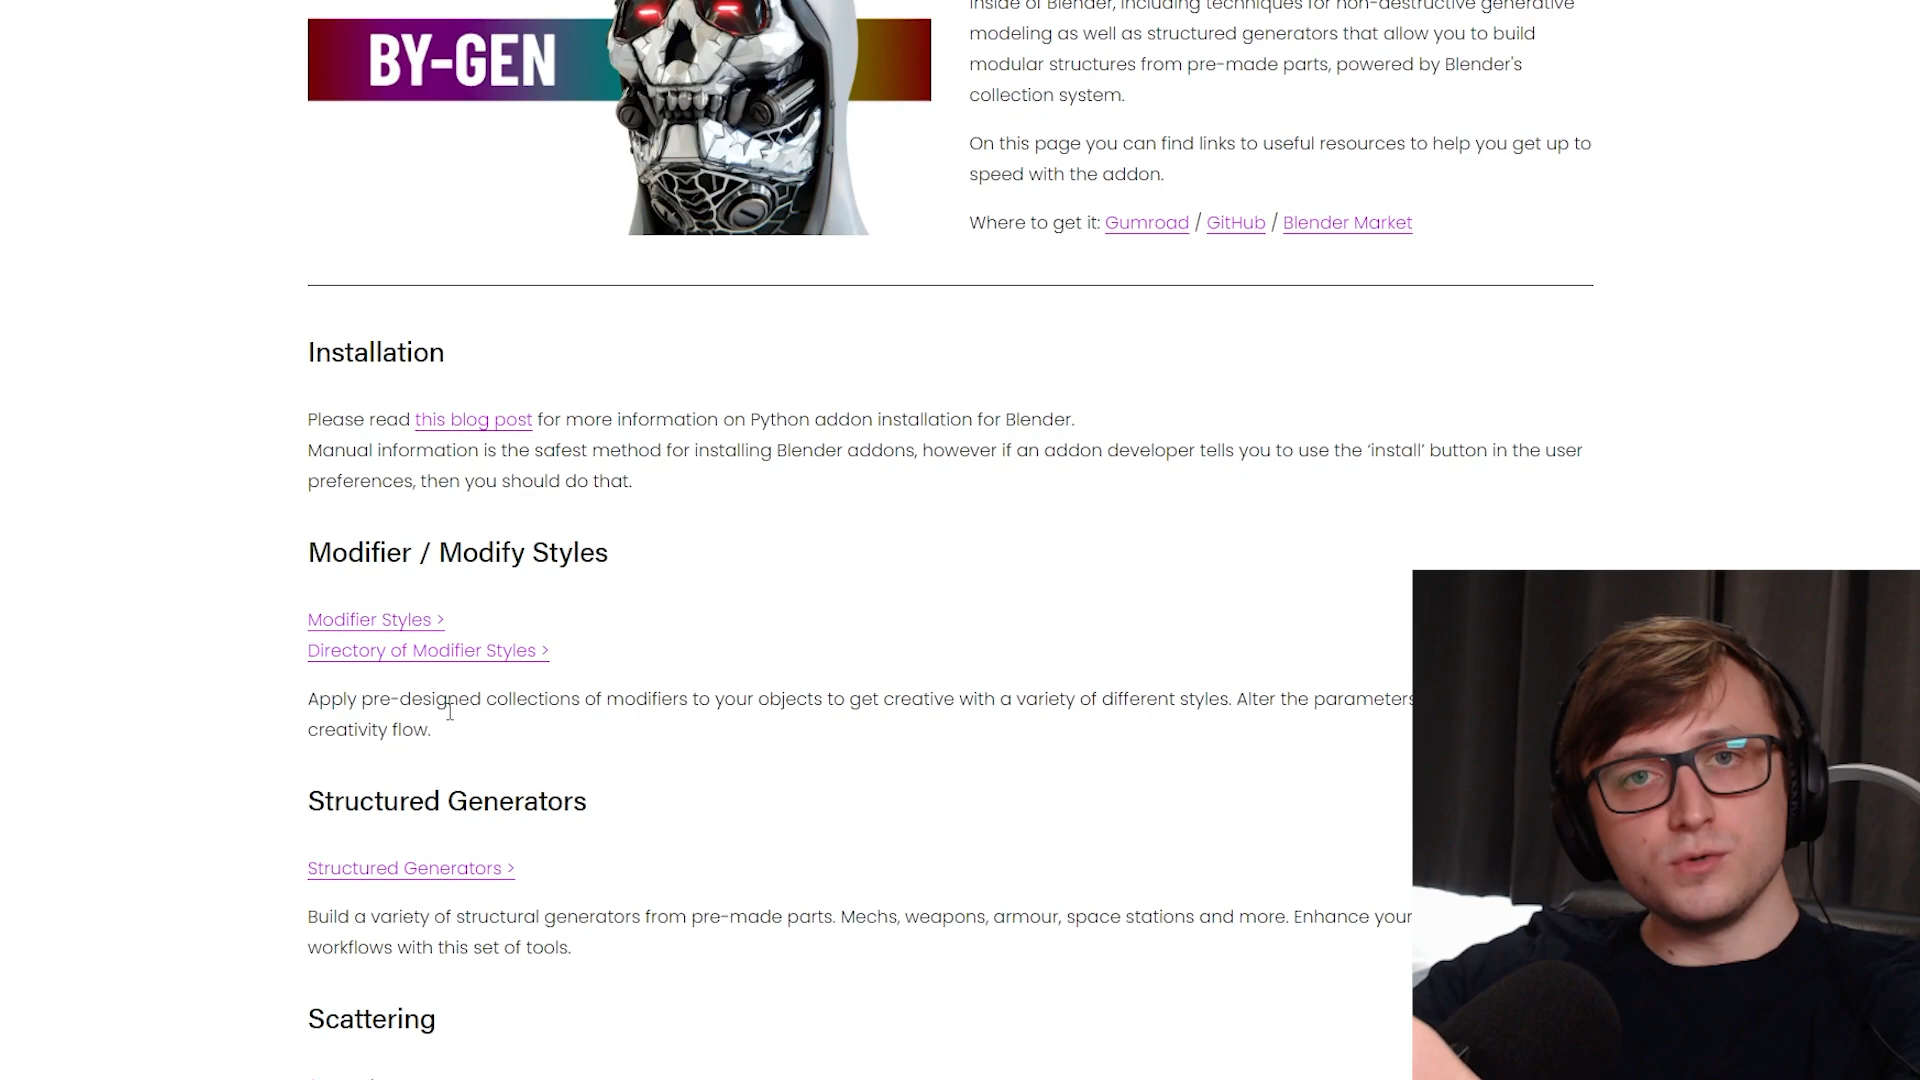 inside of Blender, including techniques for non-destructive generative
modeling as well as structured generators that allow you to build
modular structures from pre-made parts, powered by Blender's
collection system.
BY-GEN
On this page you can find links to useful resources to help you get up to
speed with the addon.
Where to get it: Gumroad / GitHub / Blender Market
Installation
Please read this blog post for more information on Python addon installation for Blender.
Manual information is the safest method for installing Blender addons, however if an addon developer tells you to use the ‘install’ button in the user
preferences, then you should do that.
Modifier / Modify Styles
Modifier Styles >
Directory of Modifier Styles >
Apply pre-designed collections of modifiers to your objects to get creative with a variety of different styles. Alter the parameters
creativity flow.
Structured Generators
Structured Generators >
Build a variety of structural generators from pre-made parts. Mechs, weapons, armour, space stations and more. Enhance your
workflows with this set of tools.
Scattering